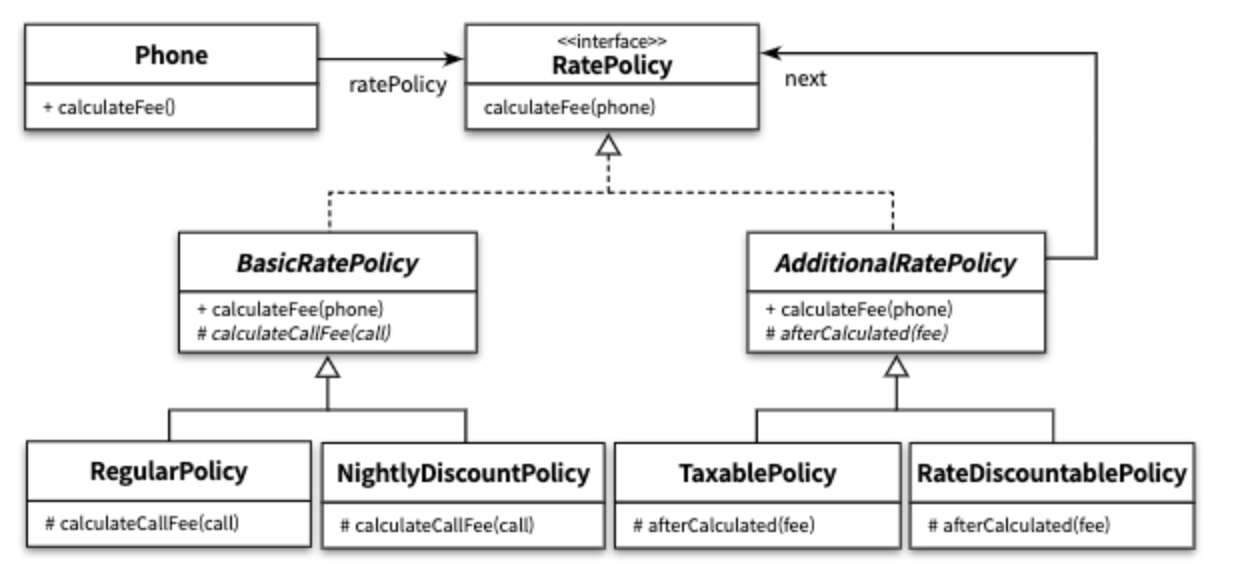 Phone
+ calculateFee()
ratePolicy
<<interface>>
RatePolicy
calculateFee(phone)
next
BasicRatePolicy
+ calculateFee(phone)
# calculateCallFee(call)
AdditionalRatePolicy
+ calculateFee(phone)
# afterCalculated(fee)
RegularPolicy
# calculateCallFee(call)
NightlyDiscountPolicy
# calculateCallFee(call)
TaxablePolicy
# afterCalculated(fee)
RateDiscountablePolicy
# afterCalculated(fee)